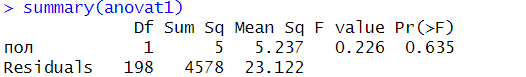 > summary(anovat1)
Df Sum Sq Mean Sq F value Pr(>F)
пол 1 5 5.237 0.226 0.635
Residuals 198 4578 23.122